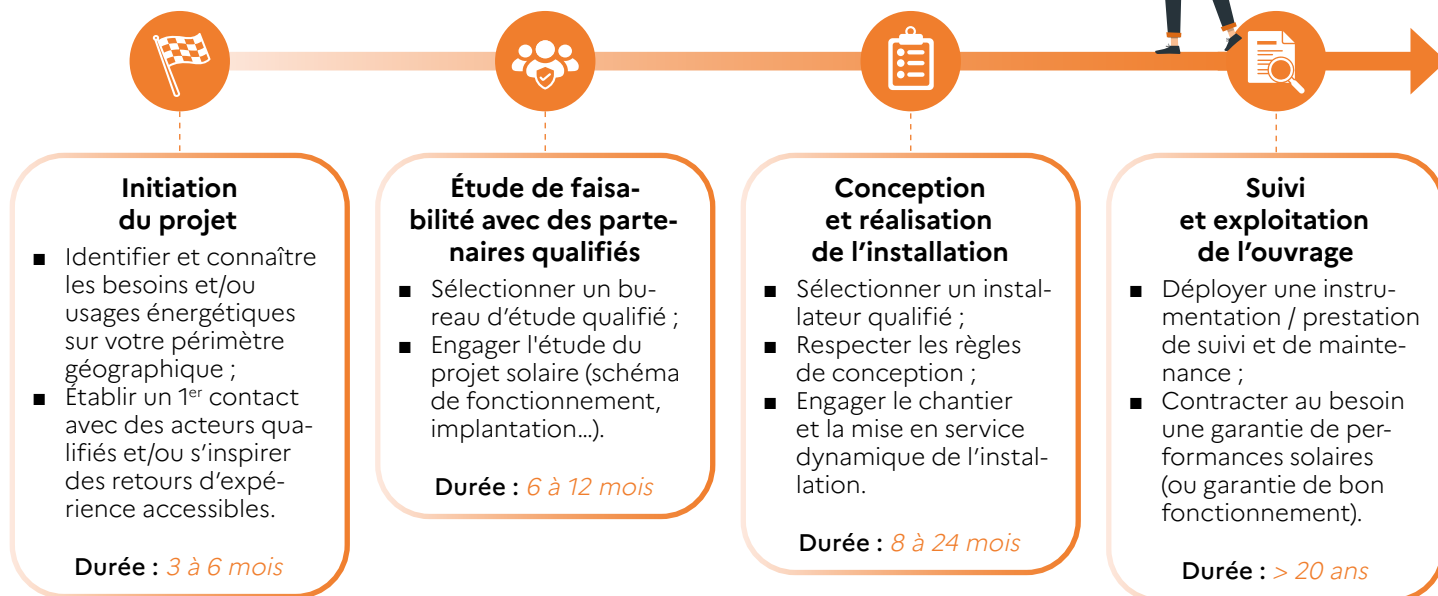 Initiation
du projet
■ Identifier et connaître
les besoins et/ou
usages énergétiques
sur votre périmètre
géographique ;
■ Établir un 1er contact
avec des acteurs qua-
lifiés et/ou s’inspirer
des retours d’expé-
rience accessibles.
Durée : 3 à 6 mois
Étude de faisa-
bilité avec des parte-
naires qualifiés
■ Sélectionner un bu-
reau d’étude qualifié ;
■ Engager l'étude du
projet solaire (schéma
de fonctionnement,
implantation…).
Durée : 6 à 12 mois
Conception
et réalisation
de l’installation
■ Sélectionner un instal-
lateur qualifié ;
■ Respecter les règles
de conception ;
■ Engager le chantier
et la mise en service
dynamique de l’instal-
lation.
Durée : 8 à 24 mois
Suivi
et exploitation
de l’ouvrage
■ Déployer une instru-
mentation / prestation
de suivi et de mainte-
nance ;
■ Contracter au besoin
une garantie de per-
formances solaires
(ou garantie de bon
fonctionnement).
Durée : > 20 ans